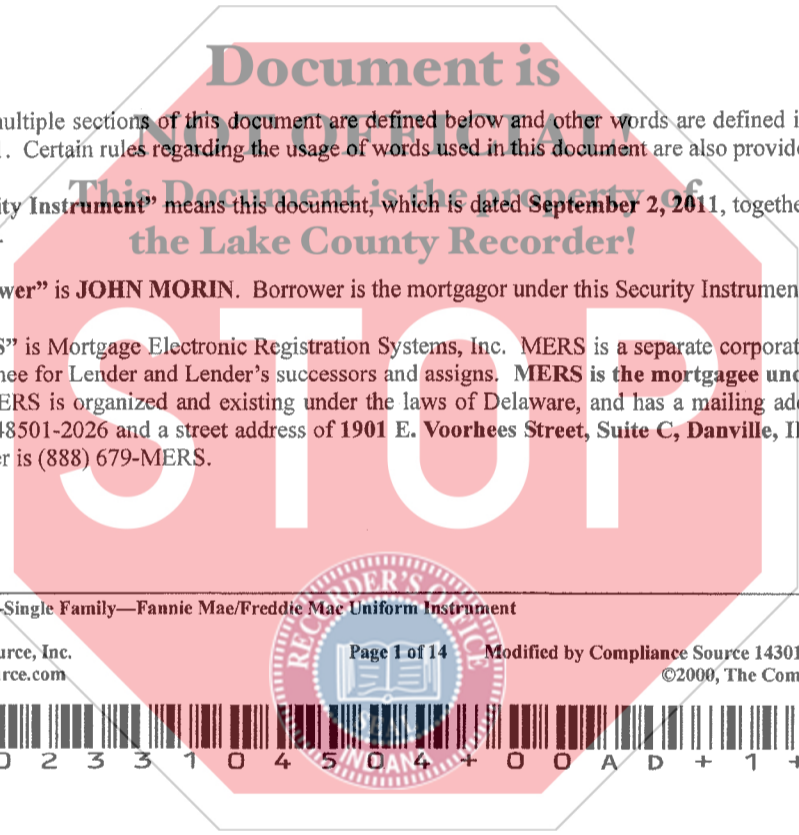 Document is
multiple sections of this document are defined below and other words are defined i
. Certain rules regarding the usage of words used in this document are also provide
NOT OFFICIAL!
This Document is the property of
ity Instrument” means this document, which is dated September 2, 2011, togethe
the Lake County Recorder!
wer” is JOHN MORIN. Borrower is the mortgagor under this Security Instrumen
S” is Mortgage Electronic Registration Systems, Inc. MERS is a separate corporat
nee for Lender and Lender’s successors and assigns. MERS is the mortgagee und
ERS is organized and existing under the laws of Delaware, and has a mailing add
48501-2026 and a street address of 1901 E. Voorhees Street, Suite C, Danville, I
r is (888) 679-MERS.
STOP
-Single Family—Fannie Mae/Freddie Mac Uniform Instrument
urce, Inc. Page 1 of 14 Modified by Compliance Source 14301
rce.com ©2000, The Com
RECORDER'S OFFICE
SEAL
INDIANA
0 2 3 3 1 0 4 5 0 4 + 0 0 A D + 1 +